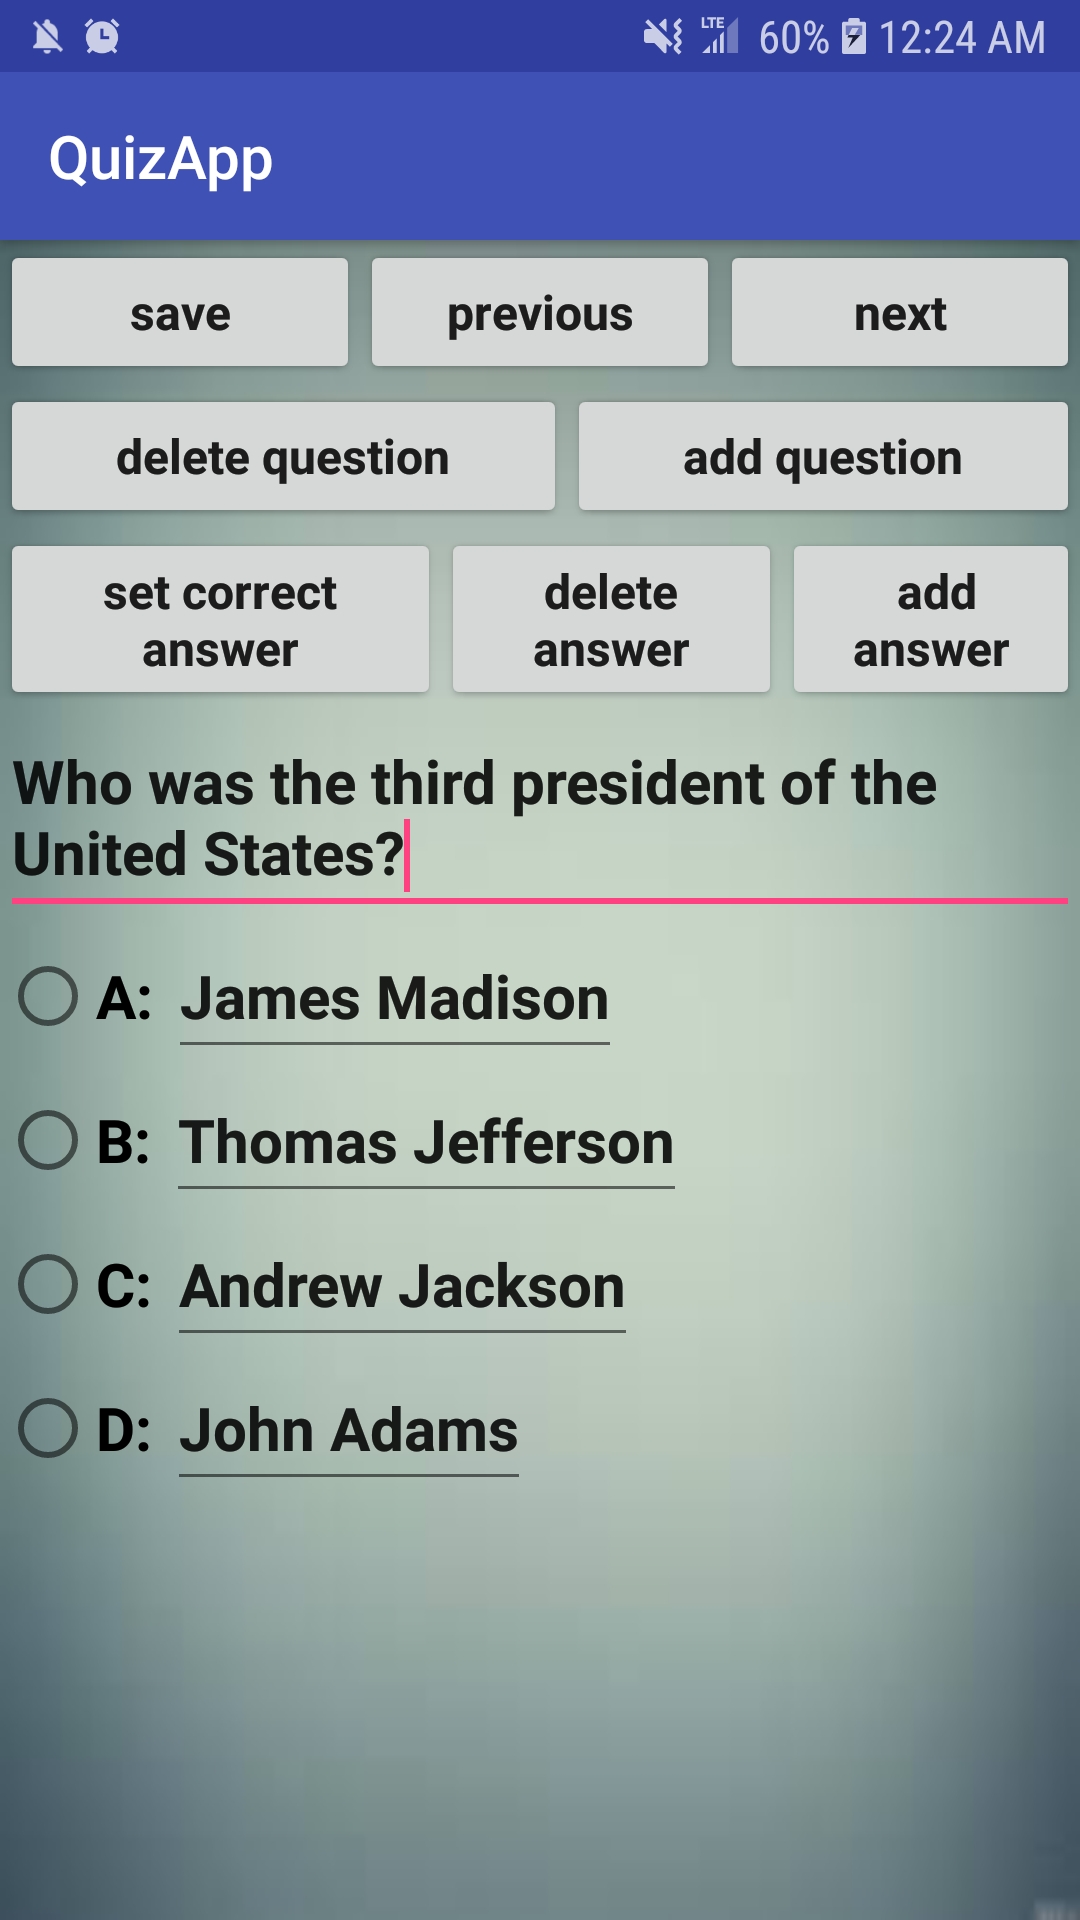 LTE 60% 12:24 AM
QuizApp
save previous next
delete question add question
set correct answer delete answer add answer
Who was the third president of the
United States?
A: James Madison
B: Thomas Jefferson
C: Andrew Jackson
D: John Adams